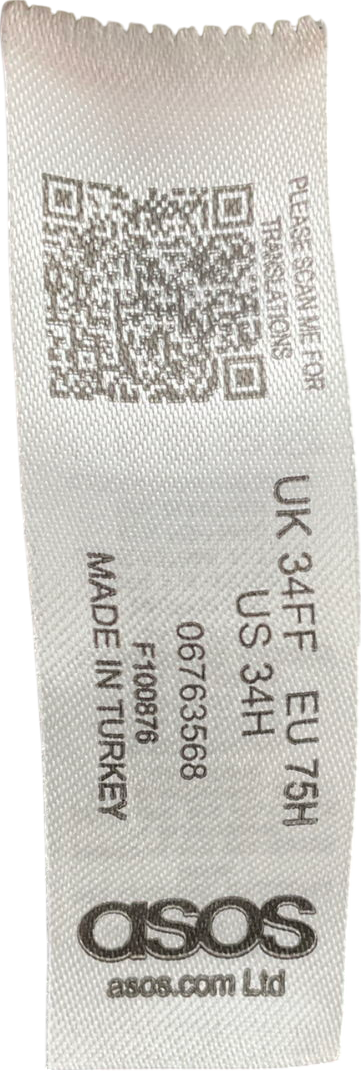 PLEASE SCAN ME FOR
TRANSLATIONS
UK 34FF EU 75H
US 34H
06763568
F100876
MADE IN TURKEY
asos
asos.com Ltd